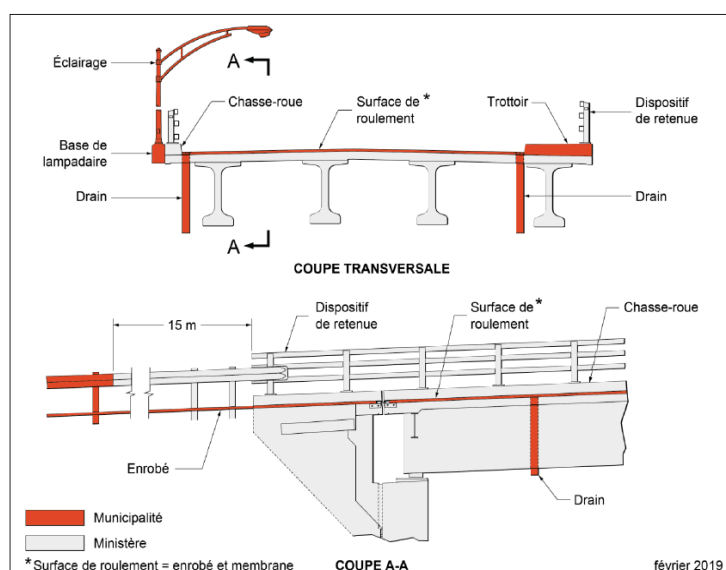 Éclairage
A
Chasse-roue
Surface de *
roulement
Trottoir
Dispositif
de retenue
Base de
lampadaire
Drain
Drain
A
COUPE TRANSVERSALE
15 m
Dispositif
de retenue
Surface de *
roulement
Chasse-roue
Enrobé
Drain
Municipalité
Ministère
* Surface de roulement = enrobé et membrane
COUPE A-A
février 2019